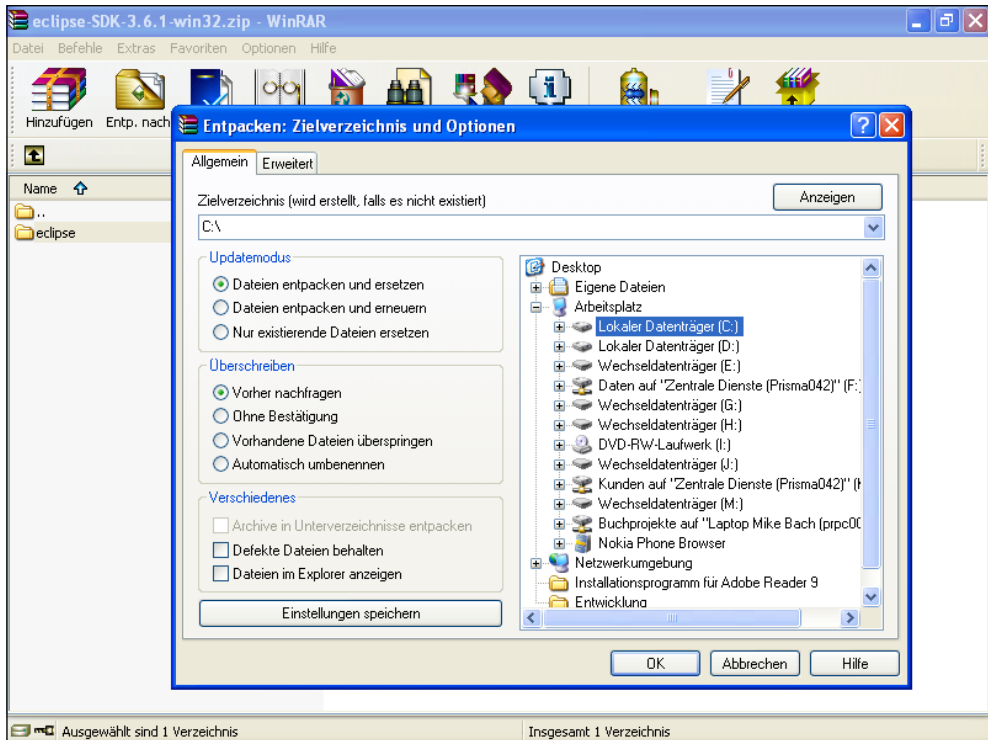 eclipse-SDK-3.6.1-win32.zip - WinRAR
Datei Befehle Extras Favoriten Optionen Hilfe
Hinzufügen Entp. nach
Entpacken: Zielverzeichnis und Optionen
Allgemein Erweitert
Name
..
eclipse
Zielverzeichnis (wird erstellt, falls es nicht existiert)
Anzeigen
C:\
Updatemodus
Dateien entpacken und ersetzen
Dateien entpacken und erneuern
Nur existierende Dateien ersetzen
Überschreiben
Vorher nachfragen
Ohne Bestätigung
Vorhandene Dateien überspringen
Automatisch umbenennen
Verschiedenes
Archive in Unterverzeichnisse entpacken
Defekte Dateien behalten
Dateien im Explorer anzeigen
Einstellungen speichern
Desktop
Eigene Dateien
Arbeitsplatz
Lokaler Datenträger (C:)
Lokaler Datenträger (D:)
Wechseldatenträger (E:)
Daten auf "Zentrale Dienste (Prisma042)" (F:)
Wechseldatenträger (G:)
Wechseldatenträger (H:)
DVD-RW-Laufwerk (I:)
Wechseldatenträger (J:)
Kunden auf "Zentrale Dienste (Prisma042)" (
Wechseldatenträger (M:)
Buchprojekte auf "Laptop Mike Bach (prpc00
Nokia Phone Browser
Netzwerkumgebung
Installationsprogramm für Adobe Reader 9
Entwicklung
OK Abbrechen Hilfe
Ausgewählt sind 1 Verzeichnis
Insgesamt 1 Verzeichnis